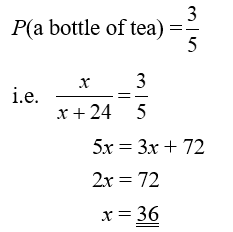 P(a bottle of tea) = 3/5
i.e. x/(x + 24) = 3/5
5x = 3x + 72
2x = 72
x = 36